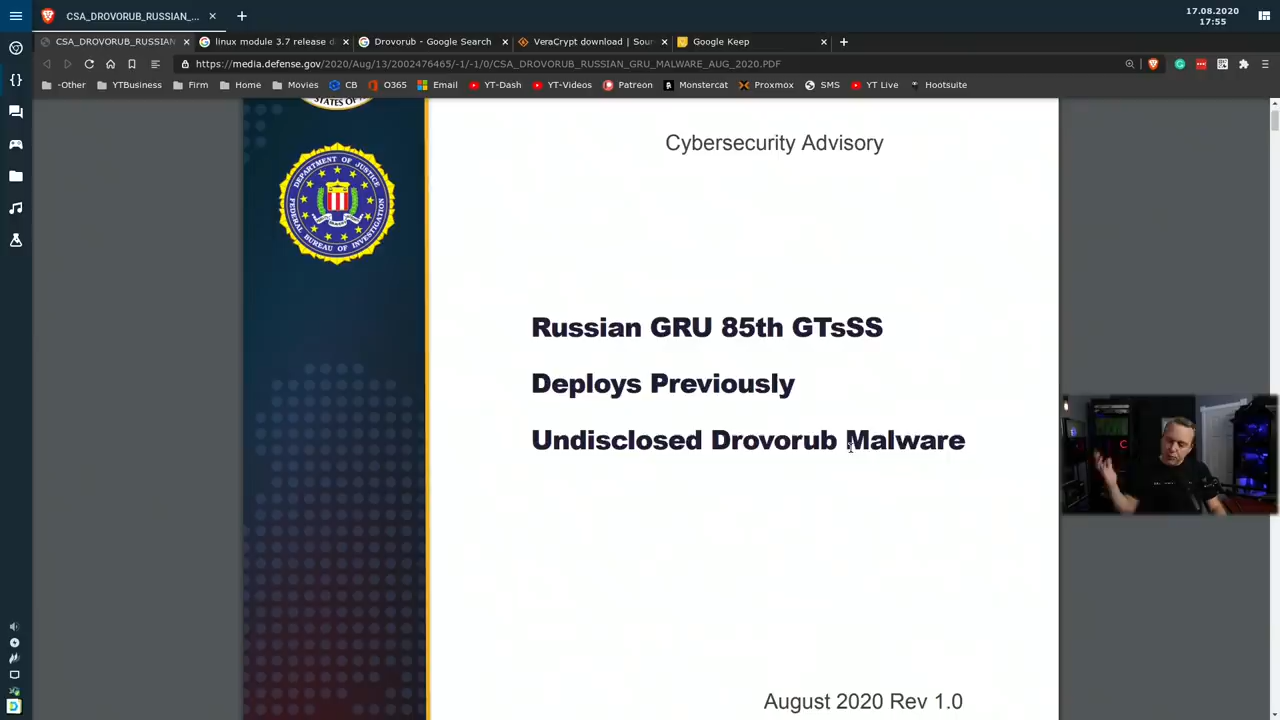 CSA_DROVORUB_RUSSIAN_...
17.08.2020
17:55
CSA_DROVORUB_RUSSIAN
linux module 3.7 release d
Drovorub - Google Search
VeraCrypt download | Sour
Google Keep
https://media.defense.gov/2020/Aug/13/2002476465/-1/-1/0/CSA_DROVORUB_RUSSIAN_GRU_MALWARE_AUG_2020.PDF
-Other
YTBusiness
Firm
Home
Movies
CB
O365
Email
YT-Dash
YT-Videos
Patreon
Monstercat
Proxmox
SMS
YT Live
Hootsuite
STATES OF
DEPARTMENT OF JUSTICE
FEDERAL BUREAU OF INVESTIGATION
Cybersecurity Advisory
Russian GRU 85th GTsSS
Deploys Previously
Undisclosed Drovorub Malware
August 2020 Rev 1.0